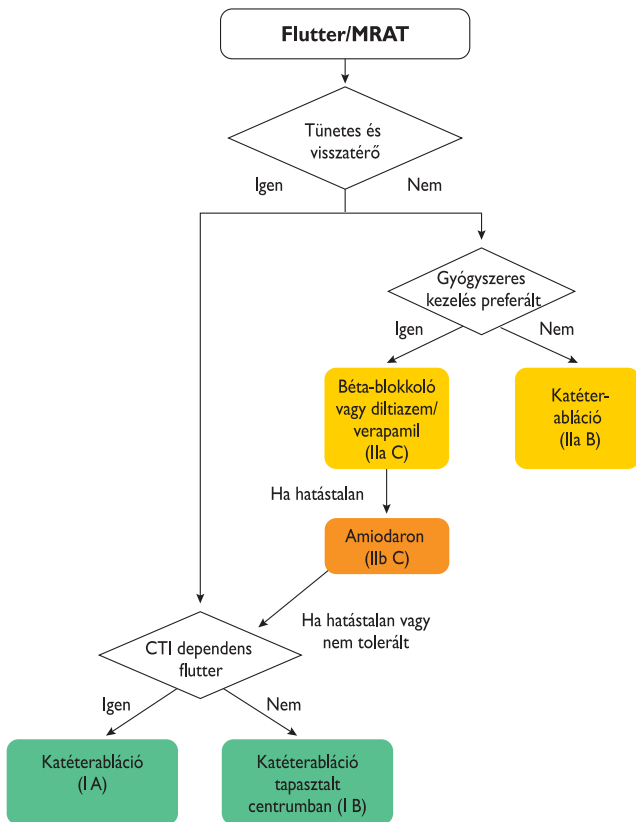 Flutter/MRAT
Tünetes és
visszatérő
Igen
Nem
Gyógyszeres
kezelés preferált
Igen
Nem
Béta-blokkoló
vagy diltiazem/
verapamil
(IIa C)
Katéter-
abláció
(IIa B)
Ha hatástalan
Amiodaron
(IIb C)
Ha hatástalan vagy
nem tolerált
CTI dependens
flutter
Igen
Nem
Katéterabláció
(I A)
Katéterabláció
tapasztalt
centrumban (I B)